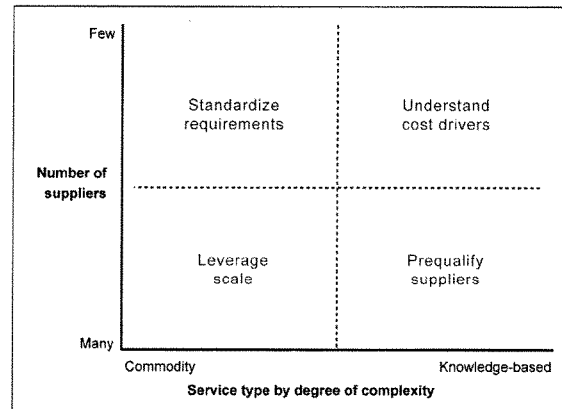 Few
Standardize
requirements
Understand
cost drivers
Number of
suppliers
Leverage
scale
Prequalify
suppliers
Many
Commodity
Knowledge-based
Service type by degree of complexity